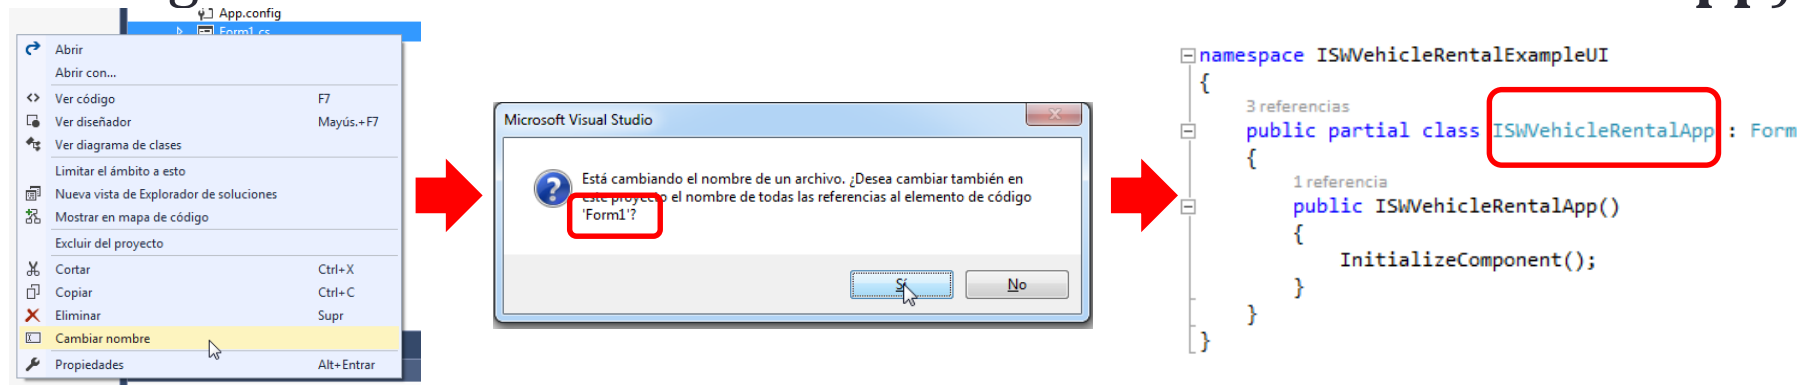 App.config
Form1.cs
Abrir
Abrir con...
Ver código F7
Ver diseñador Mayús.+F7
Ver diagrama de clases
Limitar el ámbito a esto
Nueva vista de Explorador de soluciones
Mostrar en mapa de código
Excluir del proyecto
Cortar Ctrl+X
Copiar Ctrl+C
Eliminar Supr
Cambiar nombre
Propiedades Alt+Entrar
Microsoft Visual Studio
Está cambiando el nombre de un archivo. ¿Desea cambiar también en
este proyecto el nombre de todas las referencias al elemento de código
'Form1'?
Sí
No
namespace ISWVehicleRentalExampleUI
{
3 referencias
public partial class ISWVehicleRentalApp : Form
{
1 referencia
public ISWVehicleRentalApp()
{
InitializeComponent();
}
}
}